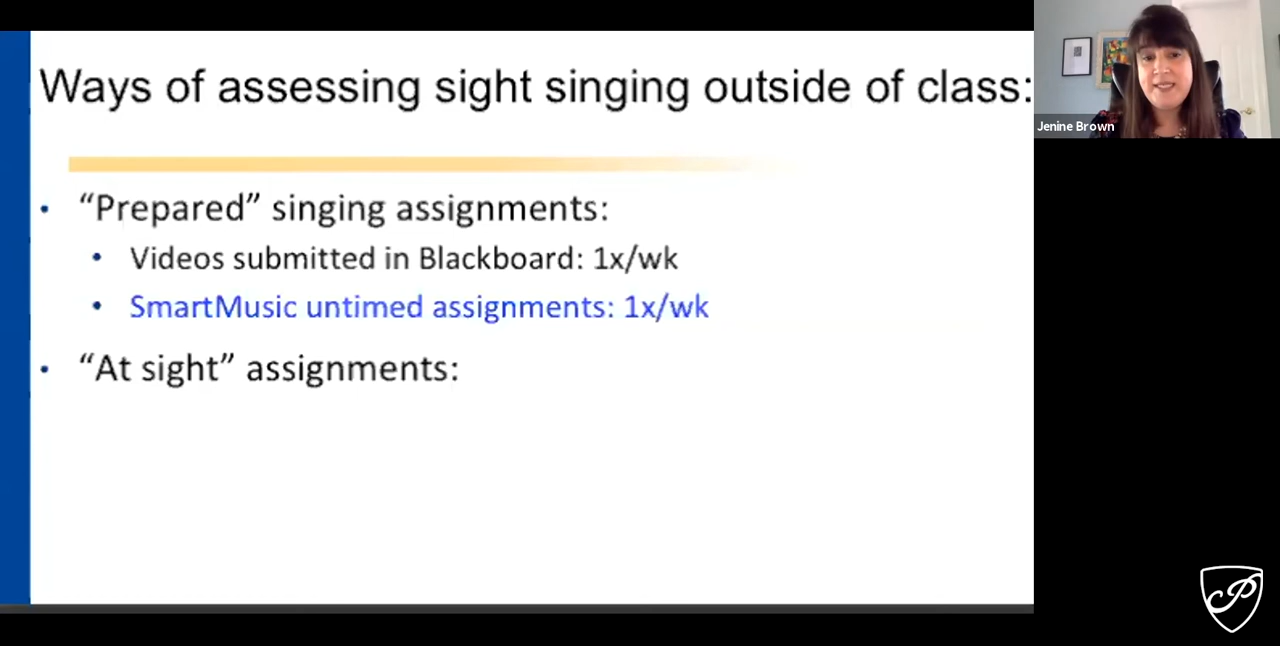 Ways of assessing sight singing outside of class:
Jenine Brown
• “Prepared” singing assignments:
• Videos submitted in Blackboard: 1x/wk
• SmartMusic untimed assignments: 1x/wk
• “At sight” assignments:
P